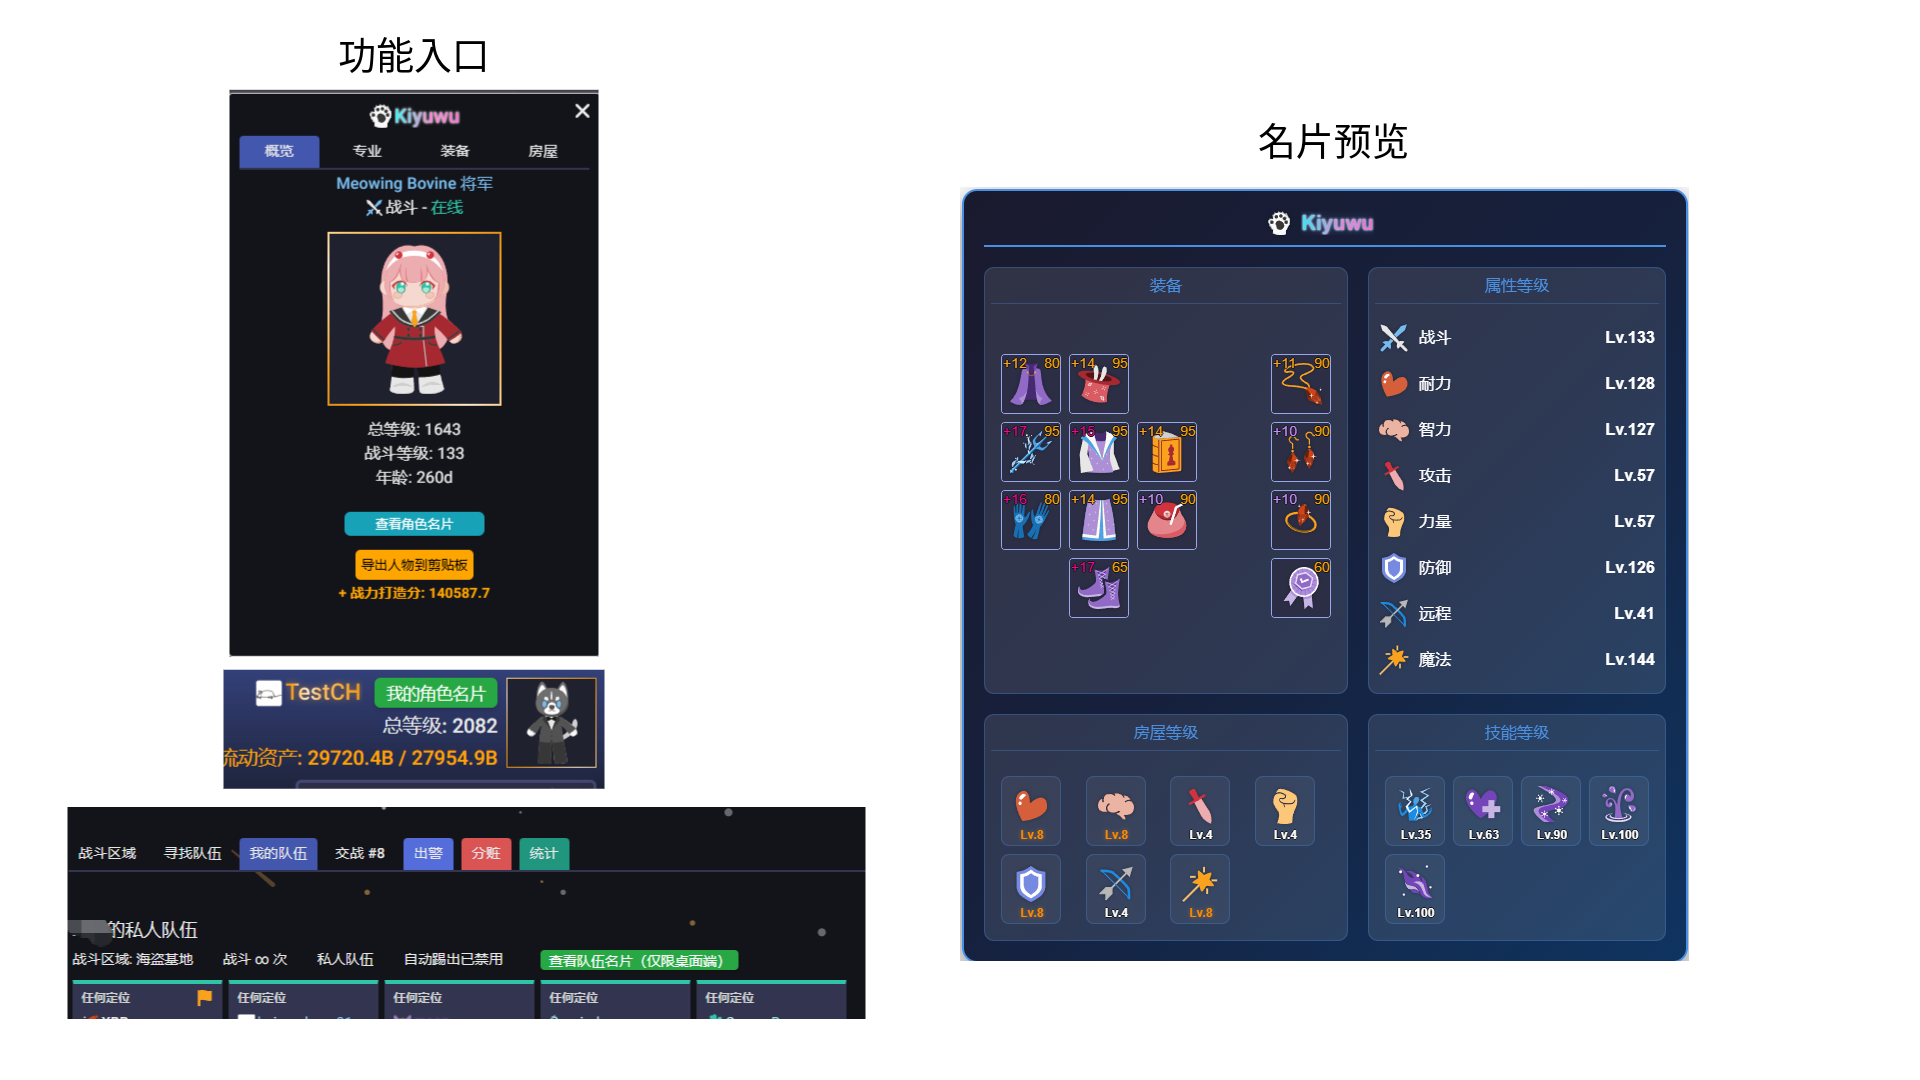 功能入口
Kiyuwu
概览 专业 装备 房屋
Meowing Bovine 将军
战斗 - 在线
总等级: 1643
战斗等级: 133
年龄: 260d
查看角色名片
导出人物到剪贴板
+ 战力打造分: 140587.7
TestCH 我的角色名片
总等级: 2082
流动资产: 29720.4B / 27954.9B
战斗区域 寻找队伍 我的队伍 交战 #8 出警 分赃 统计
的私人队伍
战斗区域: 海盗基地 战斗 ∞ 次 私人队伍 自动踢出已禁用 查看队伍名片（仅限桌面端）
任何定位 任何定位 任何定位 任何定位 任何定位
名片预览
Kiyuwu
装备
+12 80 +14 95 +11 90
+17 95 +15 95 +14 95 +10 90
+16 80 +14 95 +10 90 +10 90
+17 65 60
属性等级
战斗 Lv.133
耐力 Lv.128
智力 Lv.127
攻击 Lv.57
力量 Lv.57
防御 Lv.126
远程 Lv.41
魔法 Lv.144
房屋等级
Lv.8 Lv.8 Lv.4 Lv.4
Lv.8 Lv.4 Lv.8
技能等级
Lv.35 Lv.63 Lv.90 Lv.100
Lv.100